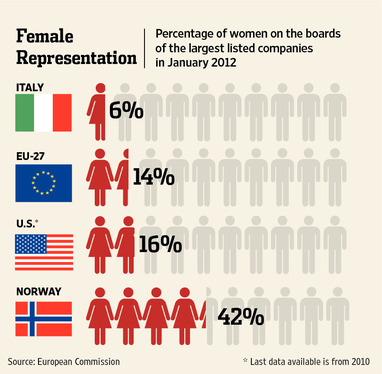 Female
Representation
Percentage of women on the boards
of the largest listed companies
in January 2012
ITALY
6%
EU-27
14%
U.S.*
16%
NORWAY
42%
Source: European Commission
* Last data available is from 2010